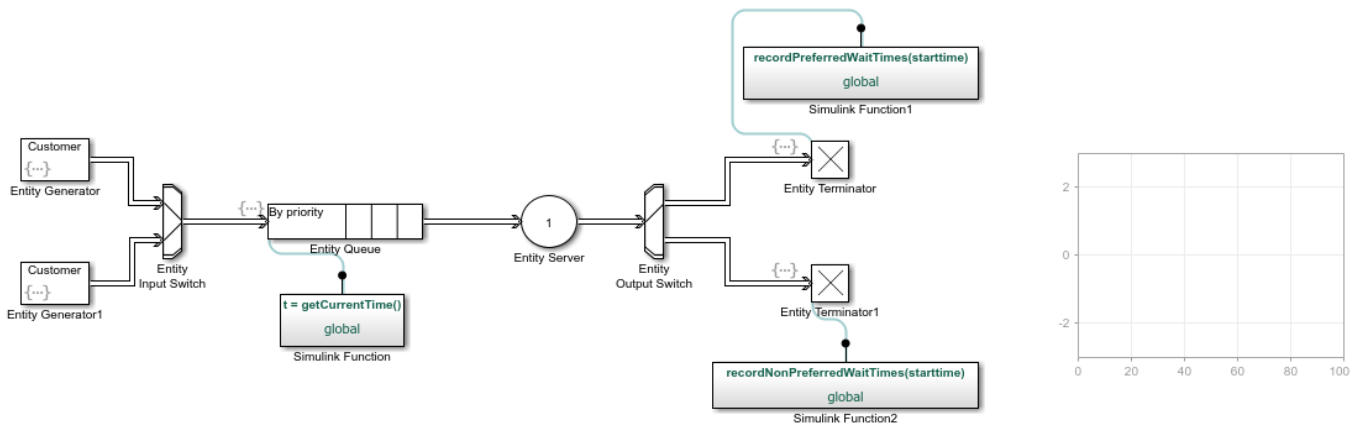 recordPreferredWaitTimes(starttime)
global
Simulink Function1
Customer
{...}
Entity Generator
{...}
By priority
Entity Queue
1
Entity Server
{...}
Entity Terminator
Entity
Input Switch
Entity
Output Switch
Customer
{...}
Entity Generator1
t = getCurrentTime()
global
Simulink Function
{...}
Entity Terminator1
recordNonPreferredWaitTimes(starttime)
global
Simulink Function2
2
0
-2
0 20 40 60 80 100